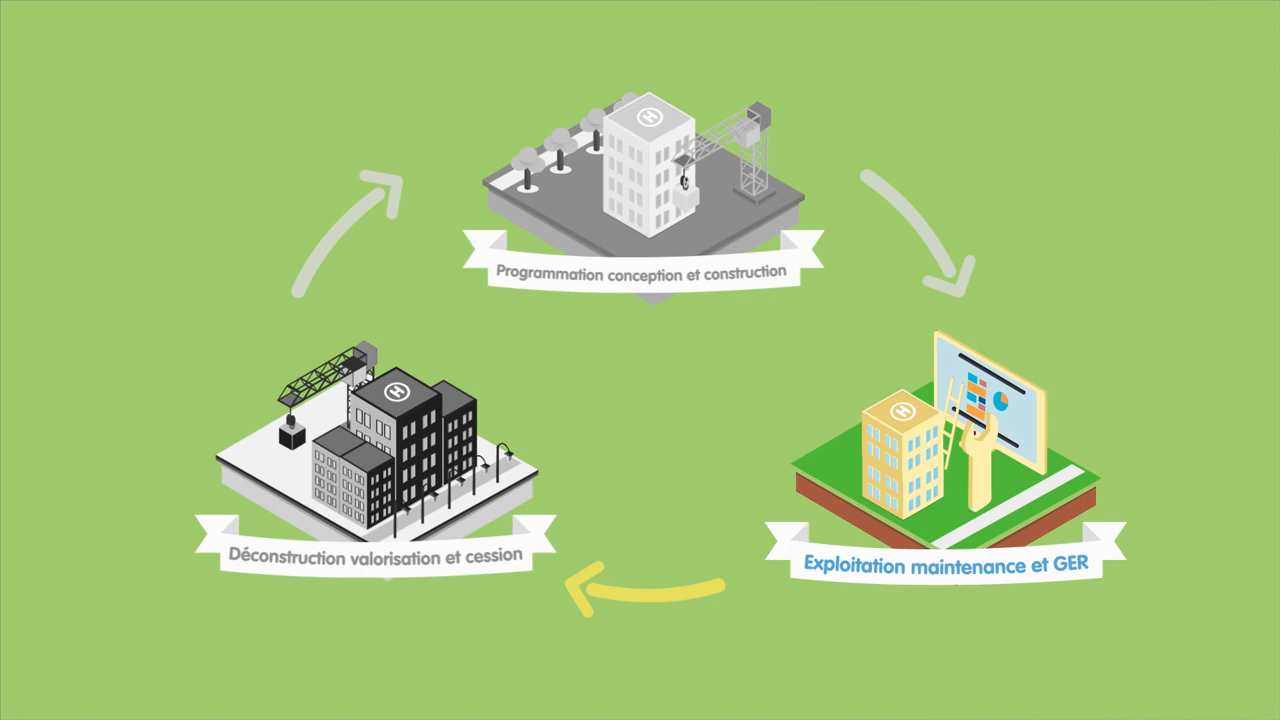 H
Programmation conception et construction
H
H
Déconstruction valorisation et cession
Exploitation maintenance et GER